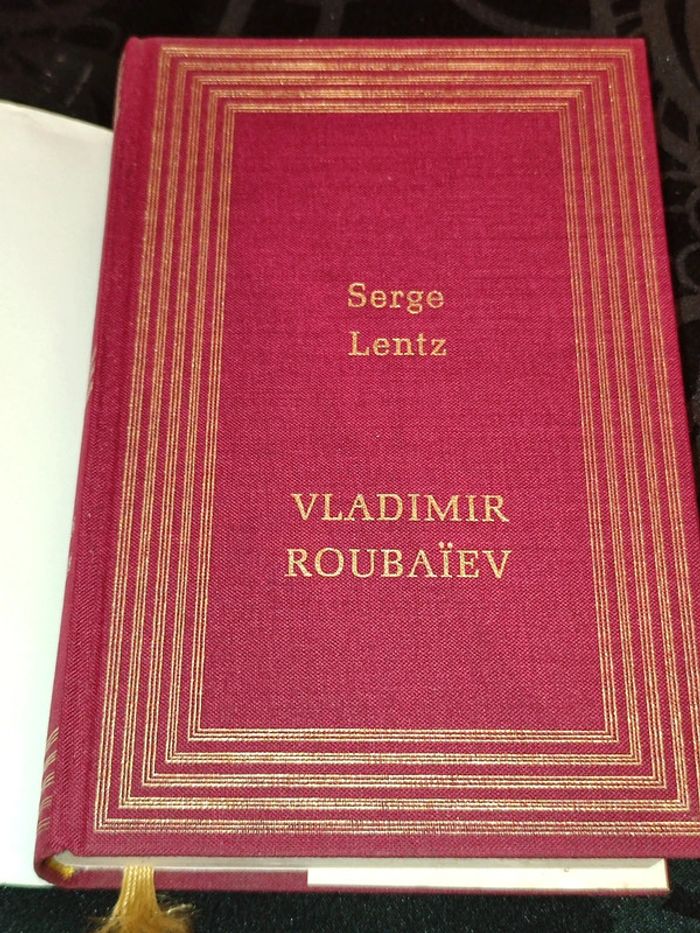 Serge
Lentz
VLADIMIR
ROUBAÏEV